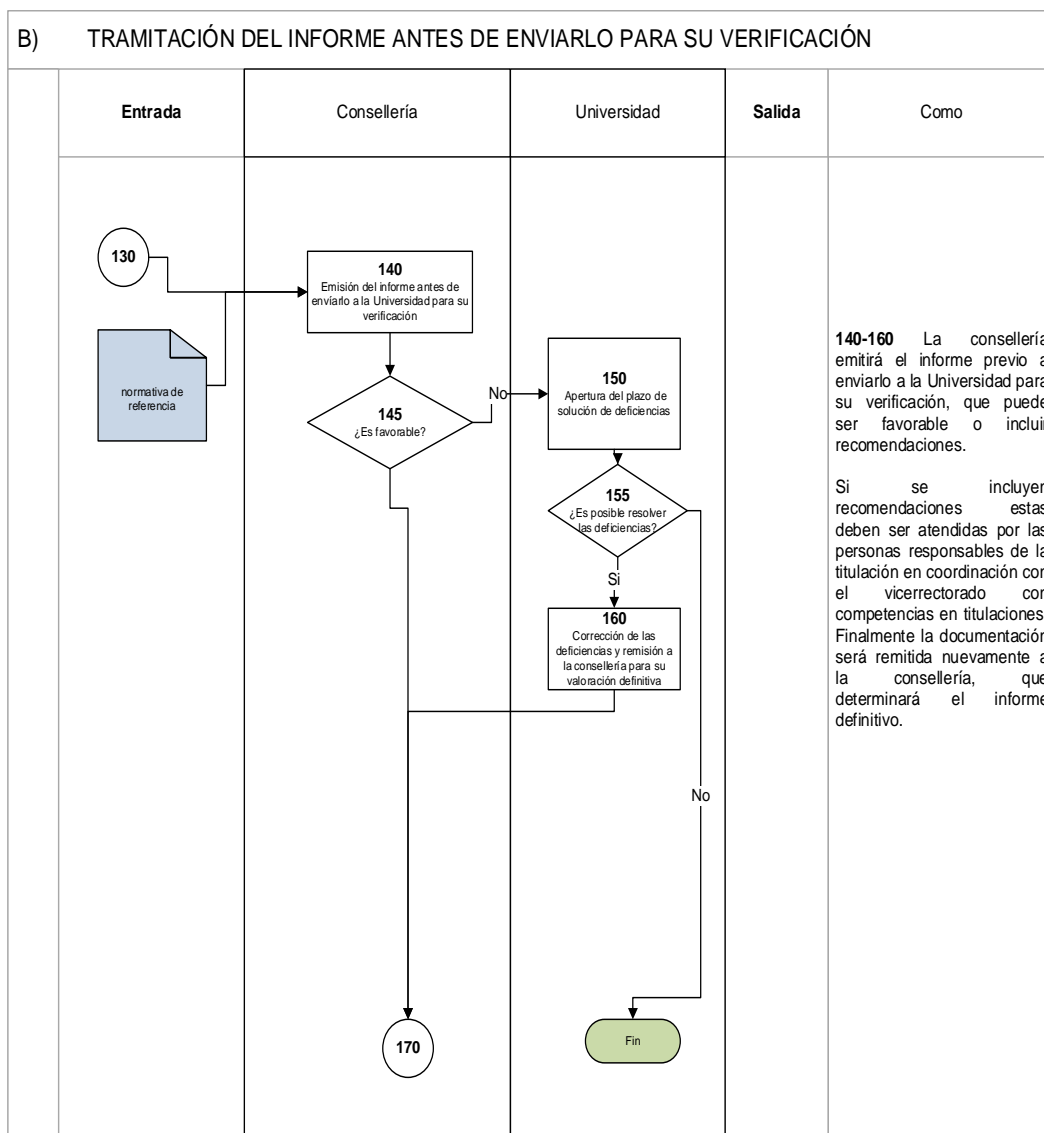 B) TRAMITACIÓN DEL INFORME ANTES DE ENVIARLO PARA SU VERIFICACIÓN
Entrada
Consellería
Universidad
Salida
Como
130
normativa de
referencia
140
Emisión del informe antes de
envíarlo a la Universidad para su
verificación
145
¿Es favorable?
No
150
Apertura del plazo de
solución de deficiencias
155
¿Es posible resolver
las deficiencias?
Si
160
Corrección de las
deficiencias y remisión a
la consellería para su
valoración definitiva
No
170
Fin
140-160 La consellería
emitirá el informe previo a
enviarlo a la Universidad para
su verificación, que puede
ser favorable o incluir
recomendaciones.
Si se incluyen
recomendaciones estas
deben ser atendidas por las
personas responsables de la
titulación en coordinación con
el vicerrectorado con
competencias en titulaciones.
Finalmente la documentación
será remitida nuevamente a
la consellería, que
determinará el informe
definitivo.